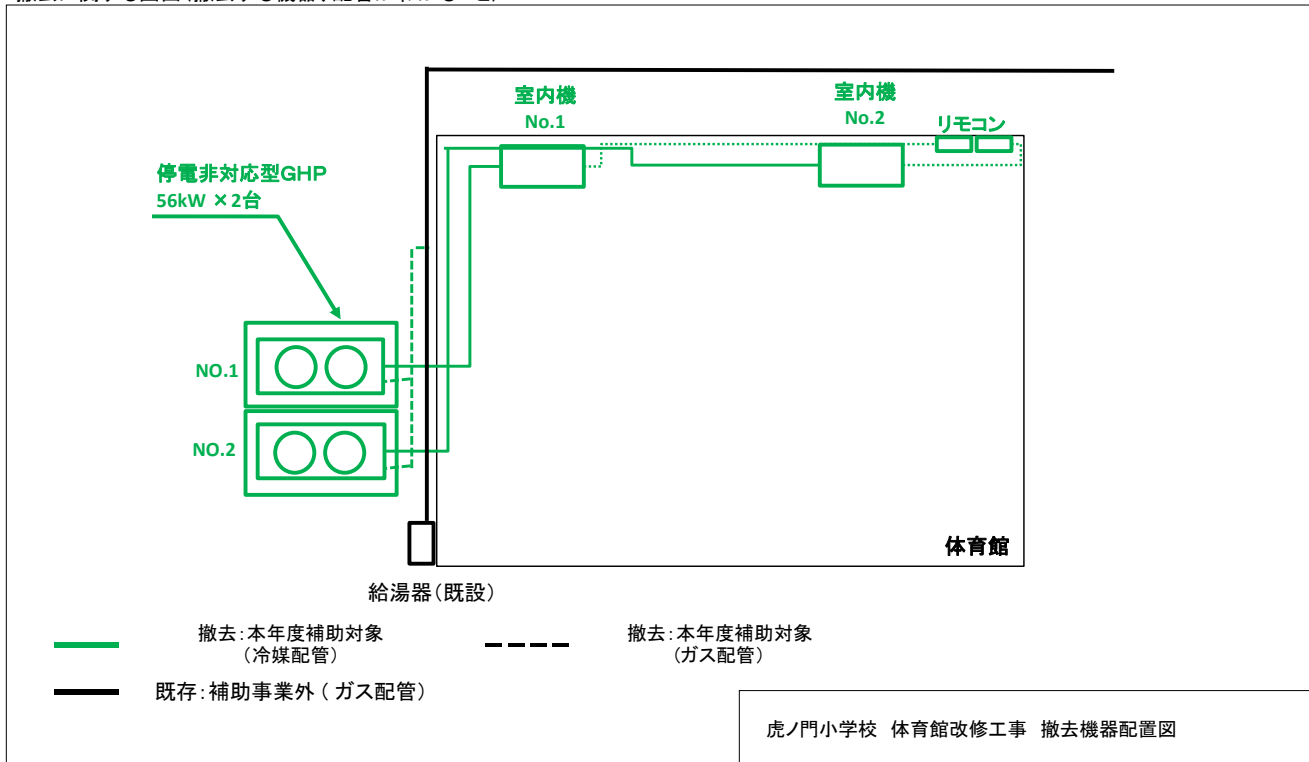 室内機
No.1
室内機
No.2
リモコン
停電非対応型GHP
56kW ×2台
NO.1
NO.2
体育館
給湯器(既設)
撤去:本年度補助対象
(冷媒配管)
撤去:本年度補助対象
(ガス配管)
既存:補助事業外 ( ガス配管)
虎ノ門小学校 体育館改修工事 撤去機器配置図